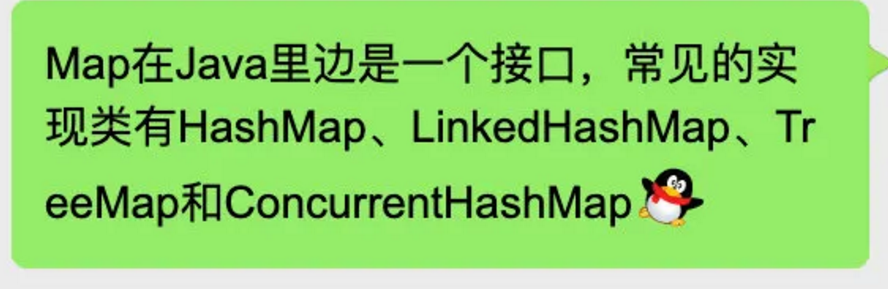 Map在Java里边是一个接口，常见的实
现类有HashMap、LinkedHashMap、Tr
eeMap和ConcurrentHashMap